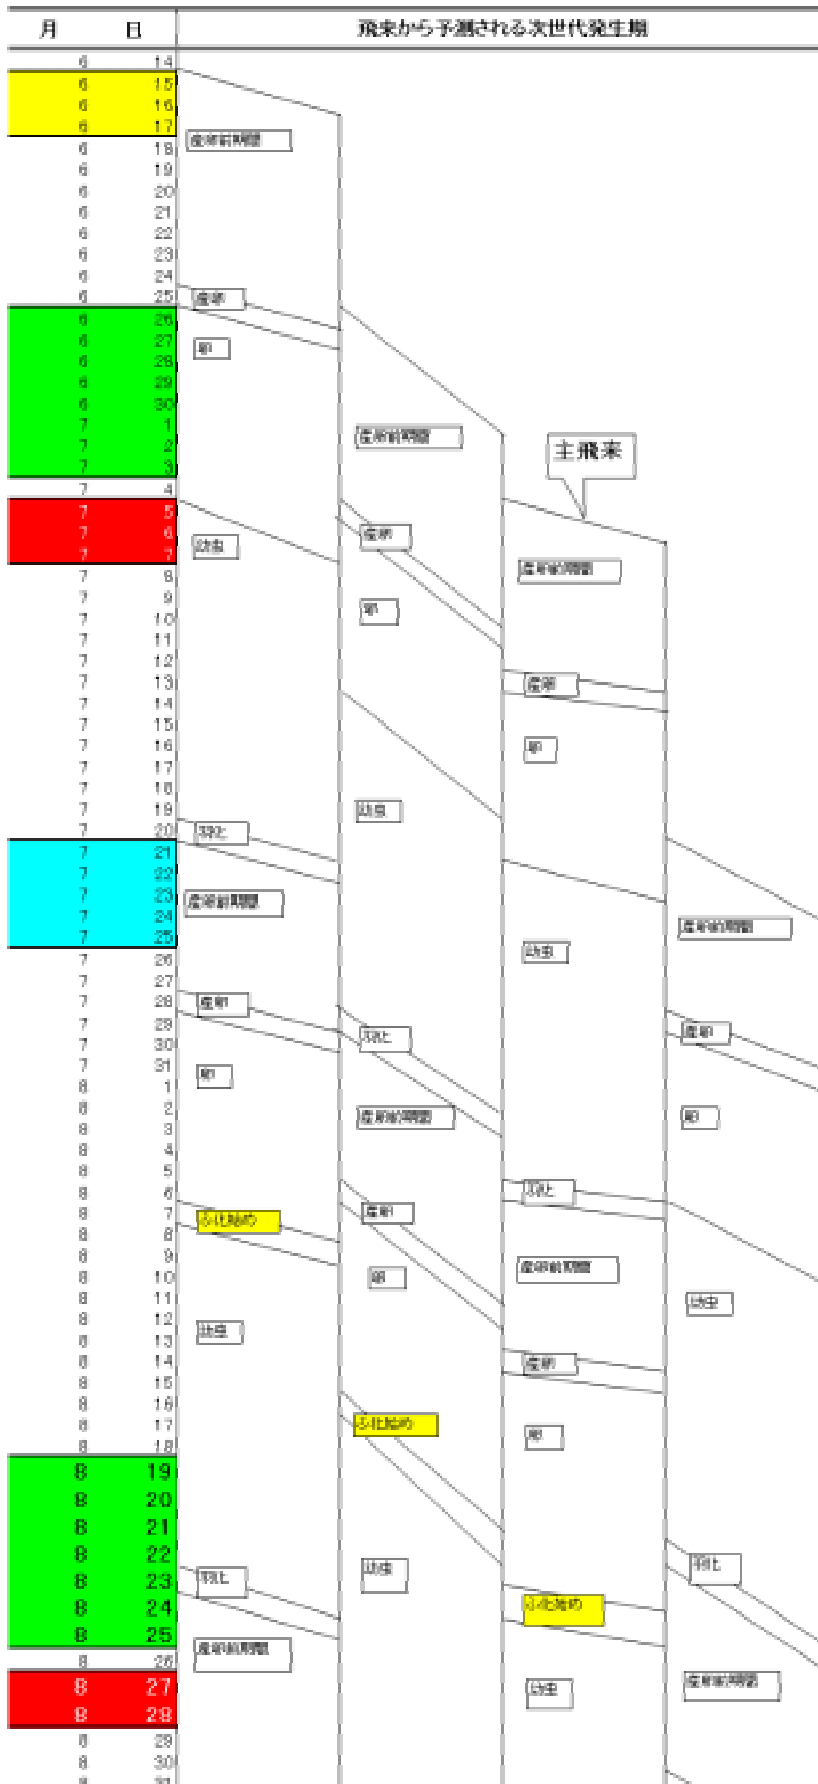 月 日 飛来から予測される次世代発生期
6 14
6 15
6 16
6 17
産卵前期間
6 18
6 19
6 20
6 21
6 22
6 23
6 24
6 25 産卵
6 26
6 27 卵
6 28
6 29
6 30
7 1 産卵前期間
7 2 主飛来
7 3
7 4
7 5
7 6 幼虫 産卵
7 7 産卵前期間
7 8
7 9 卵
7 10
7 11
7 12
7 13 産卵
7 14
7 15
7 16 卵
7 17
7 18
7 19 幼虫
7 20 羽化
7 21
7 22
7 23 産卵前期間
7 24 産卵前期間
7 25 幼虫
7 26
7 27
7 28 産卵
7 29 羽化 産卵
7 30
7 31 卵
8 1
8 2 産卵前期間 卵
8 3
8 4
8 5
8 6 羽化
8 7 ふ化始め 産卵
8 8
8 9 産卵前期間
8 10 卵
8 11 幼虫
8 12 幼虫
8 13
8 14 産卵
8 15
8 16
8 17 ふ化始め 卵
8 18
8 19
8 20
8 21
8 22 羽化
8 23 羽化 幼虫
8 24 ふ化始め
8 25
8 26 産卵前期間
8 27 幼虫 産卵前期間
8 28
8 29
8 30
8 31